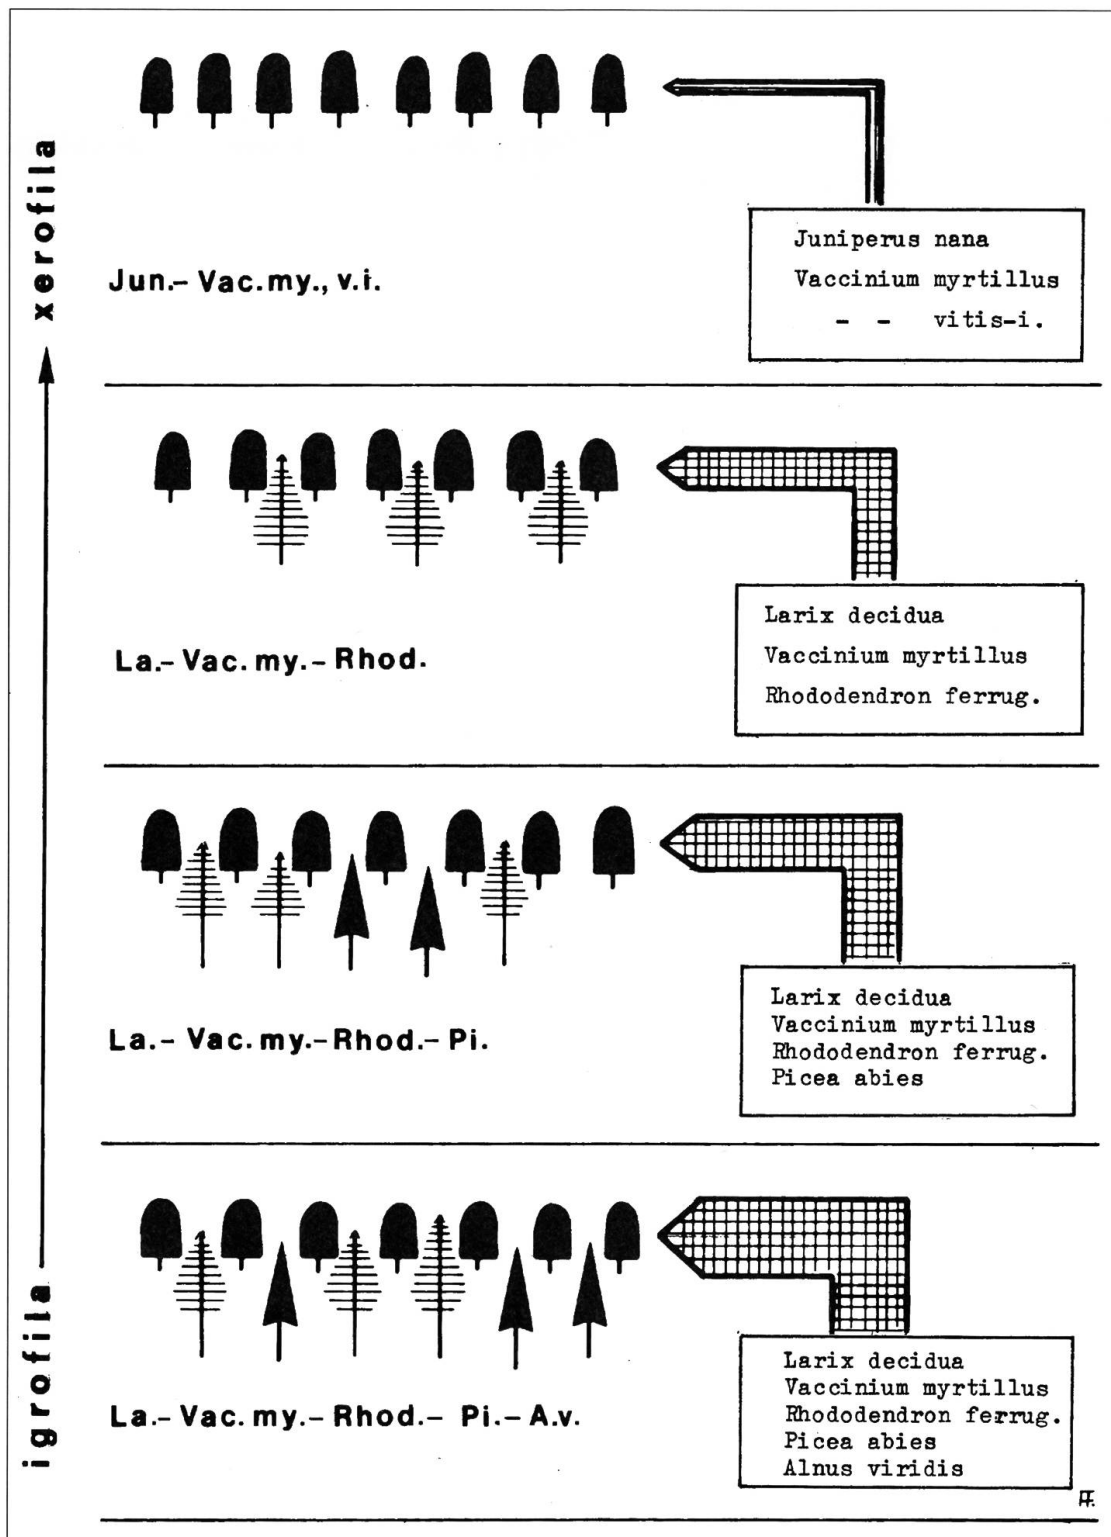 xerofila
Jun.- Vac.my., v.i.
Juniperus nana
Vaccinium myrtillus
- - vitis-i.
La.- Vac. my.- Rhod.
Larix decidua
Vaccinium myrtillus
Rhododendron ferrug.
La.- Vac. my.- Rhod.- Pi.
Larix decidua
Vaccinium myrtillus
Rhododendron ferrug.
Picea abies
igrofila
La.- Vac. my.- Rhod.- Pi.- A.v.
Larix decidua
Vaccinium myrtillus
Rhododendron ferrug.
Picea abies
Alnus viridis